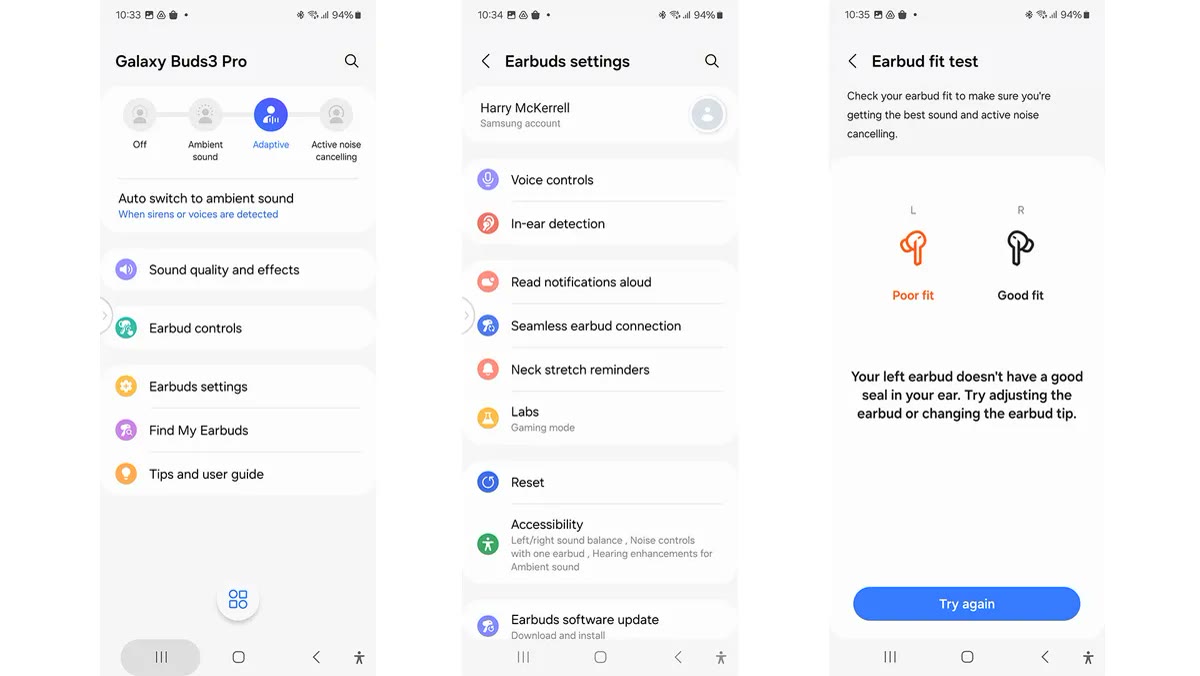 10:33
94%
Galaxy Buds3 Pro
Off
Ambient
sound
Adaptive
Active noise
cancelling
Auto switch to ambient sound
When sirens or voices are detected
Sound quality and effects
Earbud controls
Earbuds settings
Find My Earbuds
Tips and user guide
10:34
94%
Earbuds settings
Harry McKerrell
Samsung account
Voice controls
In-ear detection
Read notifications aloud
Seamless earbud connection
Neck stretch reminders
Labs
Gaming mode
Reset
Accessibility
Left/right sound balance , Noise controls
with one earbud , Hearing enhancements for
Ambient sound
Earbuds software update
Download and install
10:35
94%
Earbud fit test
Check your earbud fit to make sure you're
getting the best sound and active noise
cancelling.
L R
Poor fit Good fit
Your left earbud doesn't have a good
seal in your ear. Try adjusting the
earbud or changing the earbud tip.
Try again